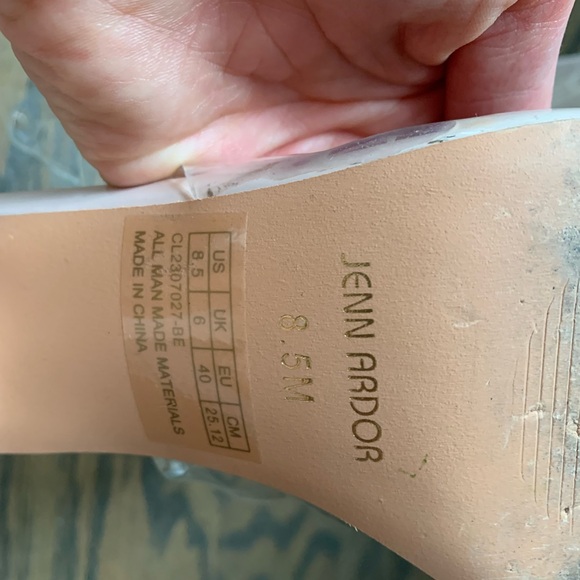 JENN ARDOR
8.5M
US UK EU CM
8.5 6 40 25.12
CL2307027-BE
ALL MAN MADE MATERIALS
MADE IN CHINA